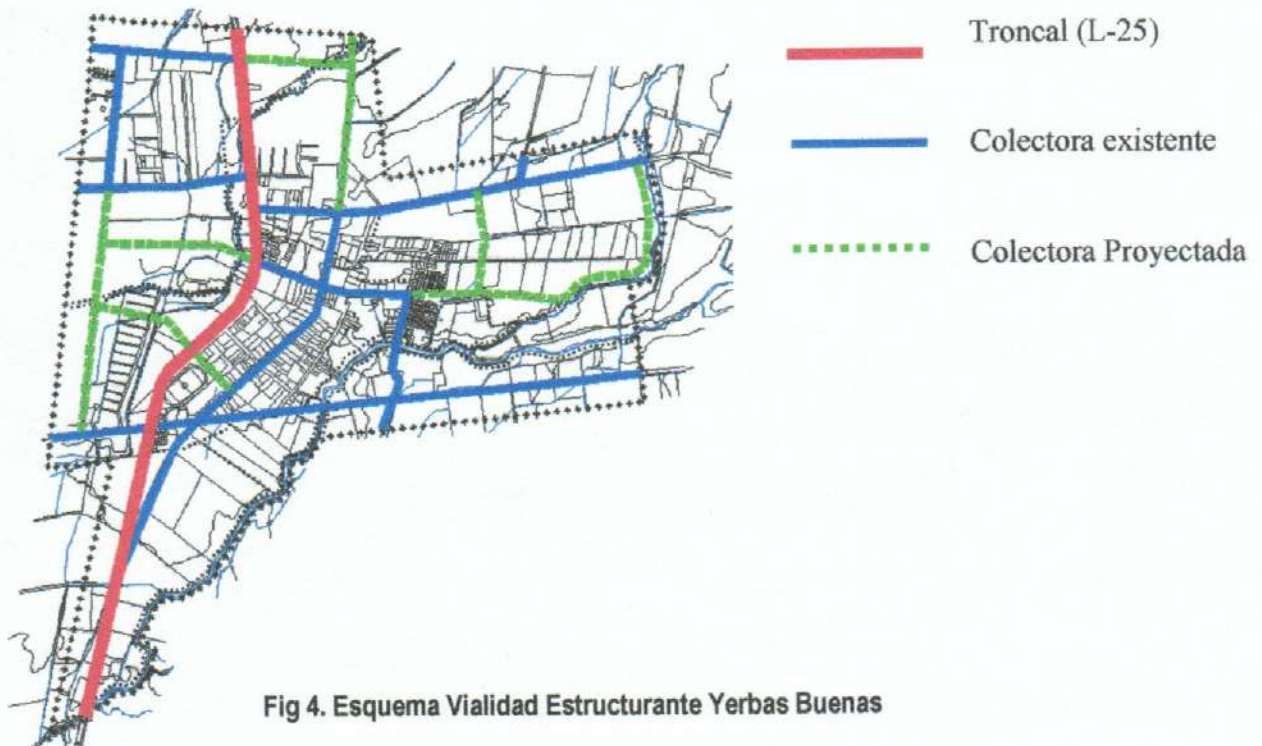 Troncal (L-25)
Colectora existente
Colectora Proyectada
Fig 4. Esquema Vialidad Estructurante Yerbas Buenas